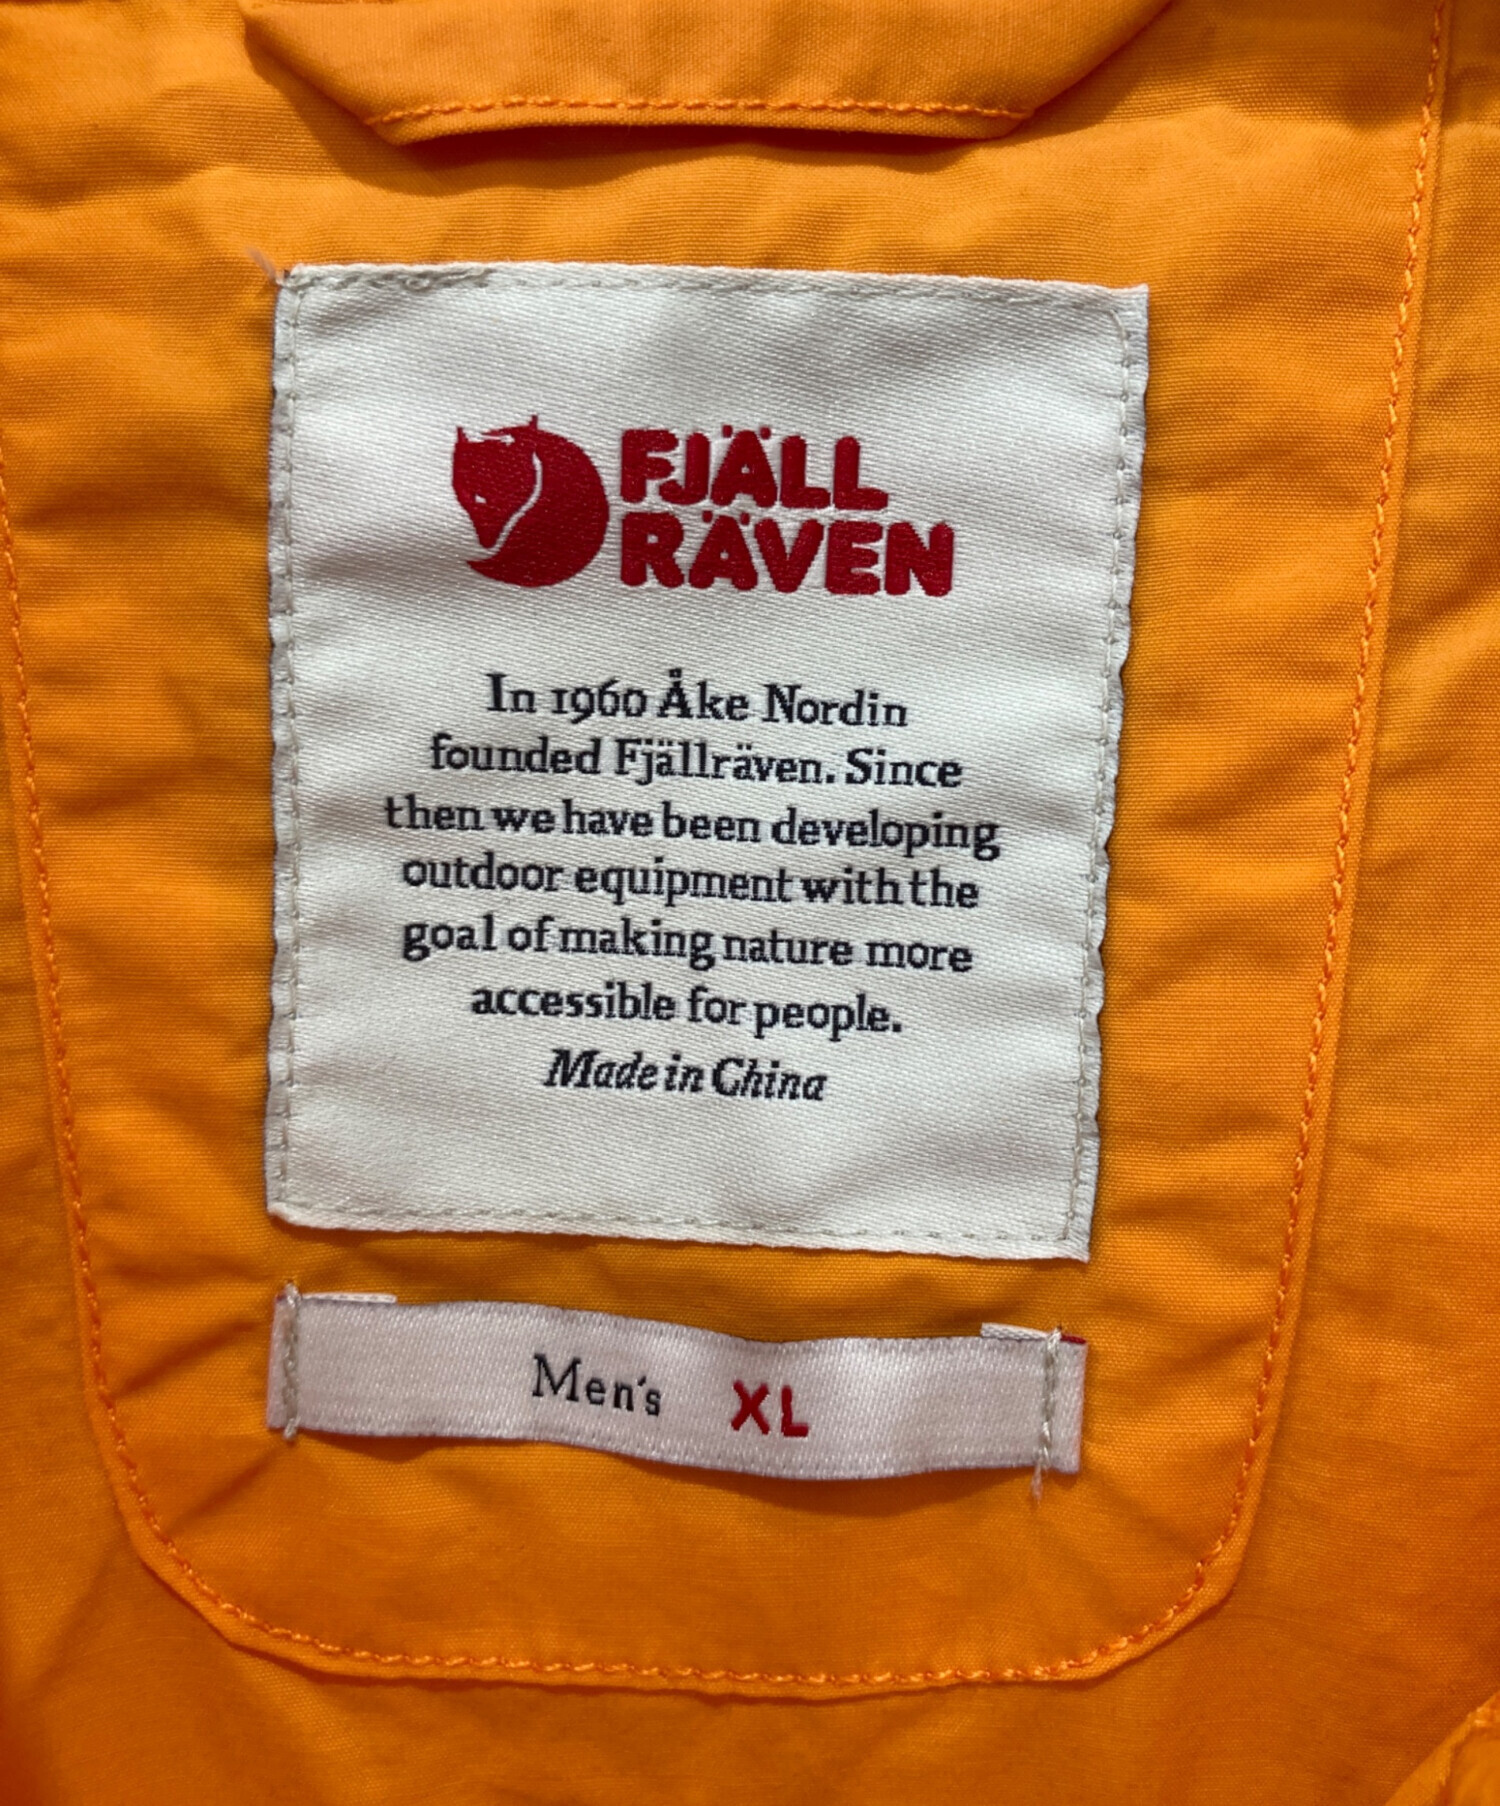 FJÄLL
RÄVEN
In 1960 Åke Nordin
founded Fjällräven. Since
then we have been developing
outdoor equipment with the
goal of making nature more
accessible for people.
Made in China
Men's XL